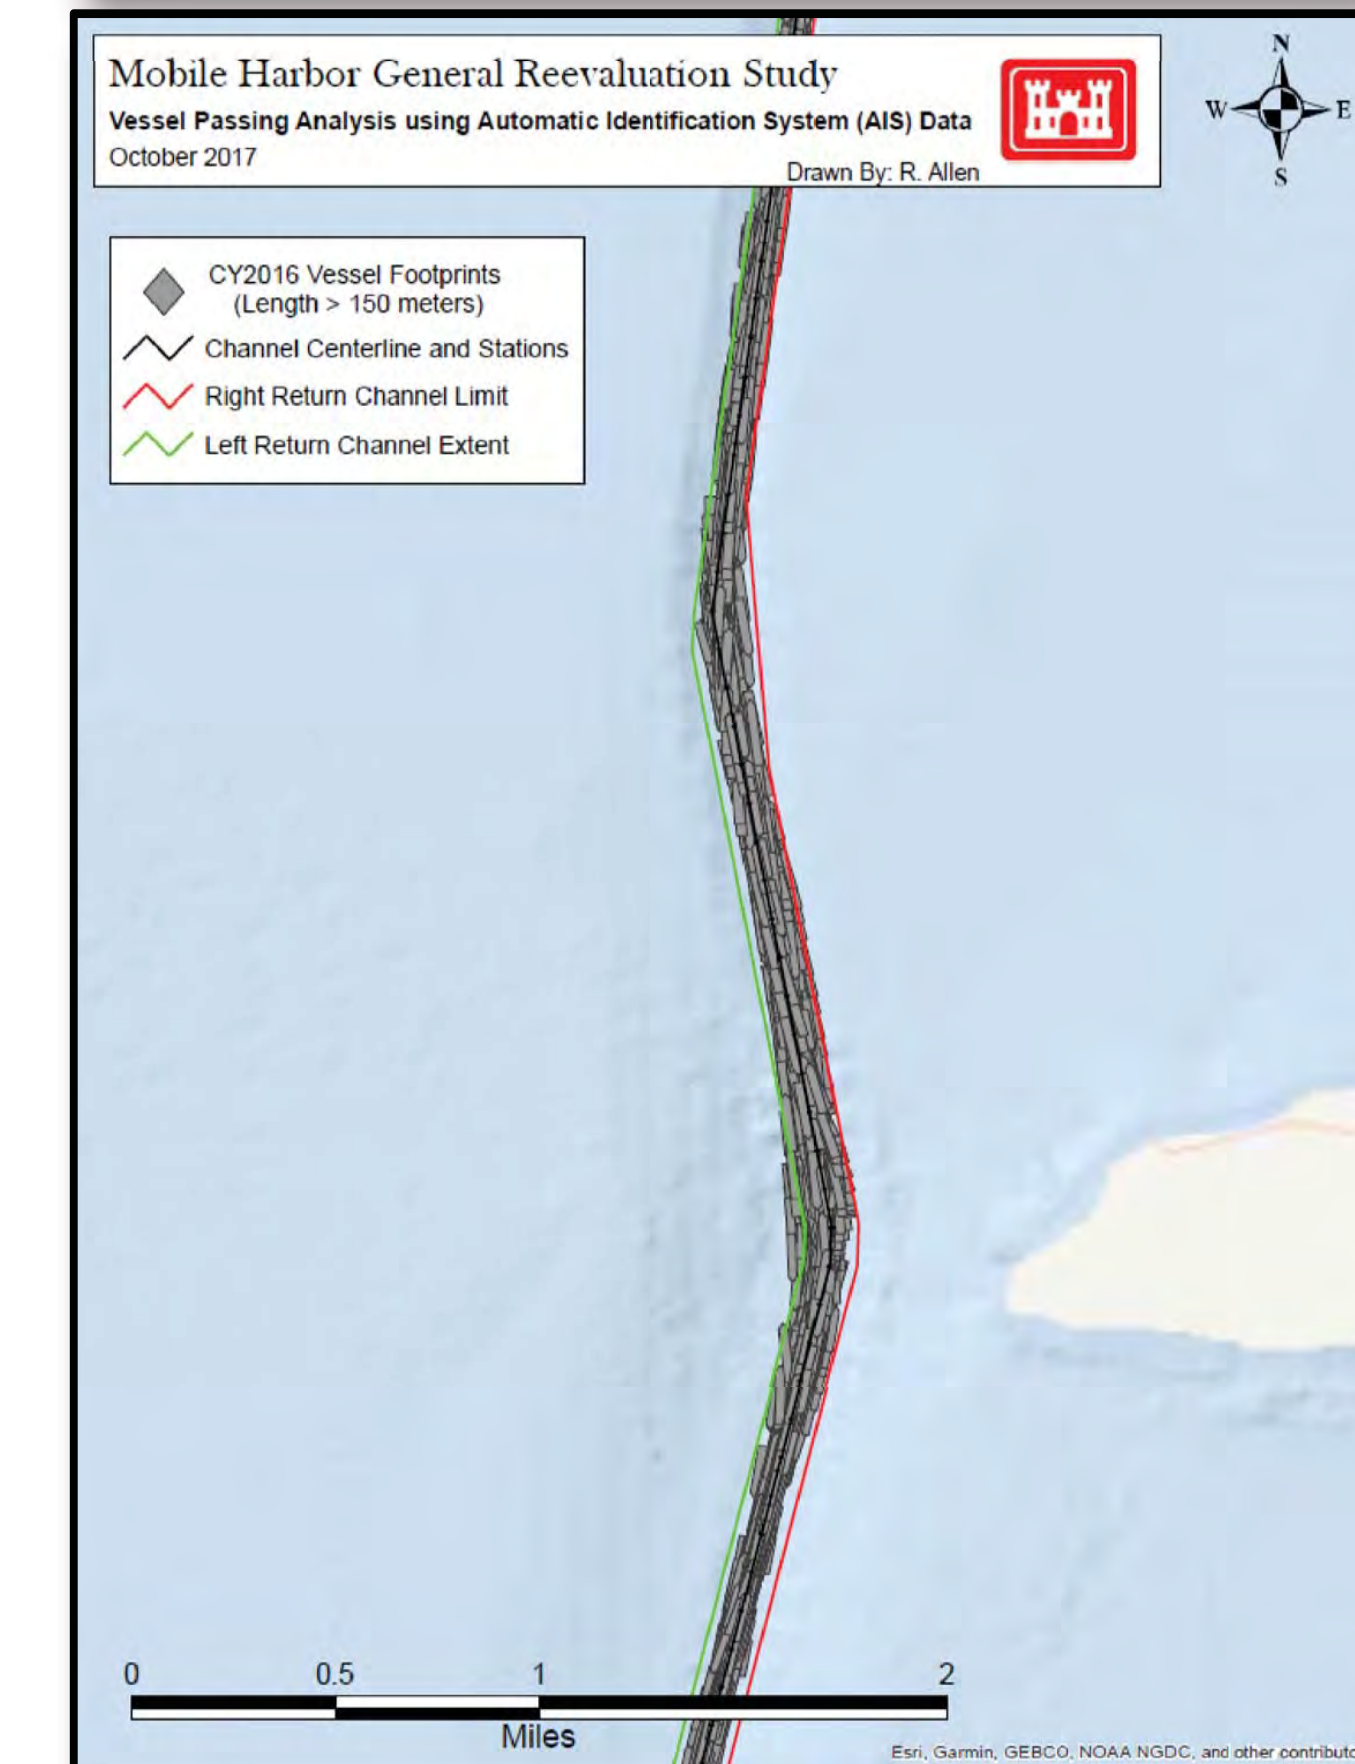 Mobile Harbor General Reevaluation Study
Vessel Passing Analysis using Automatic Identification System (AIS) Data
October 2017
Drawn By: R. Allen
N
W E
S
CY2016 Vessel Footprints
(Length > 150 meters)
Channel Centerline and Stations
Right Return Channel Limit
Left Return Channel Extent
0 0.5 1 2
Miles
Esri, Garmin, GEBCO, NOAA NGDC, and other contributo